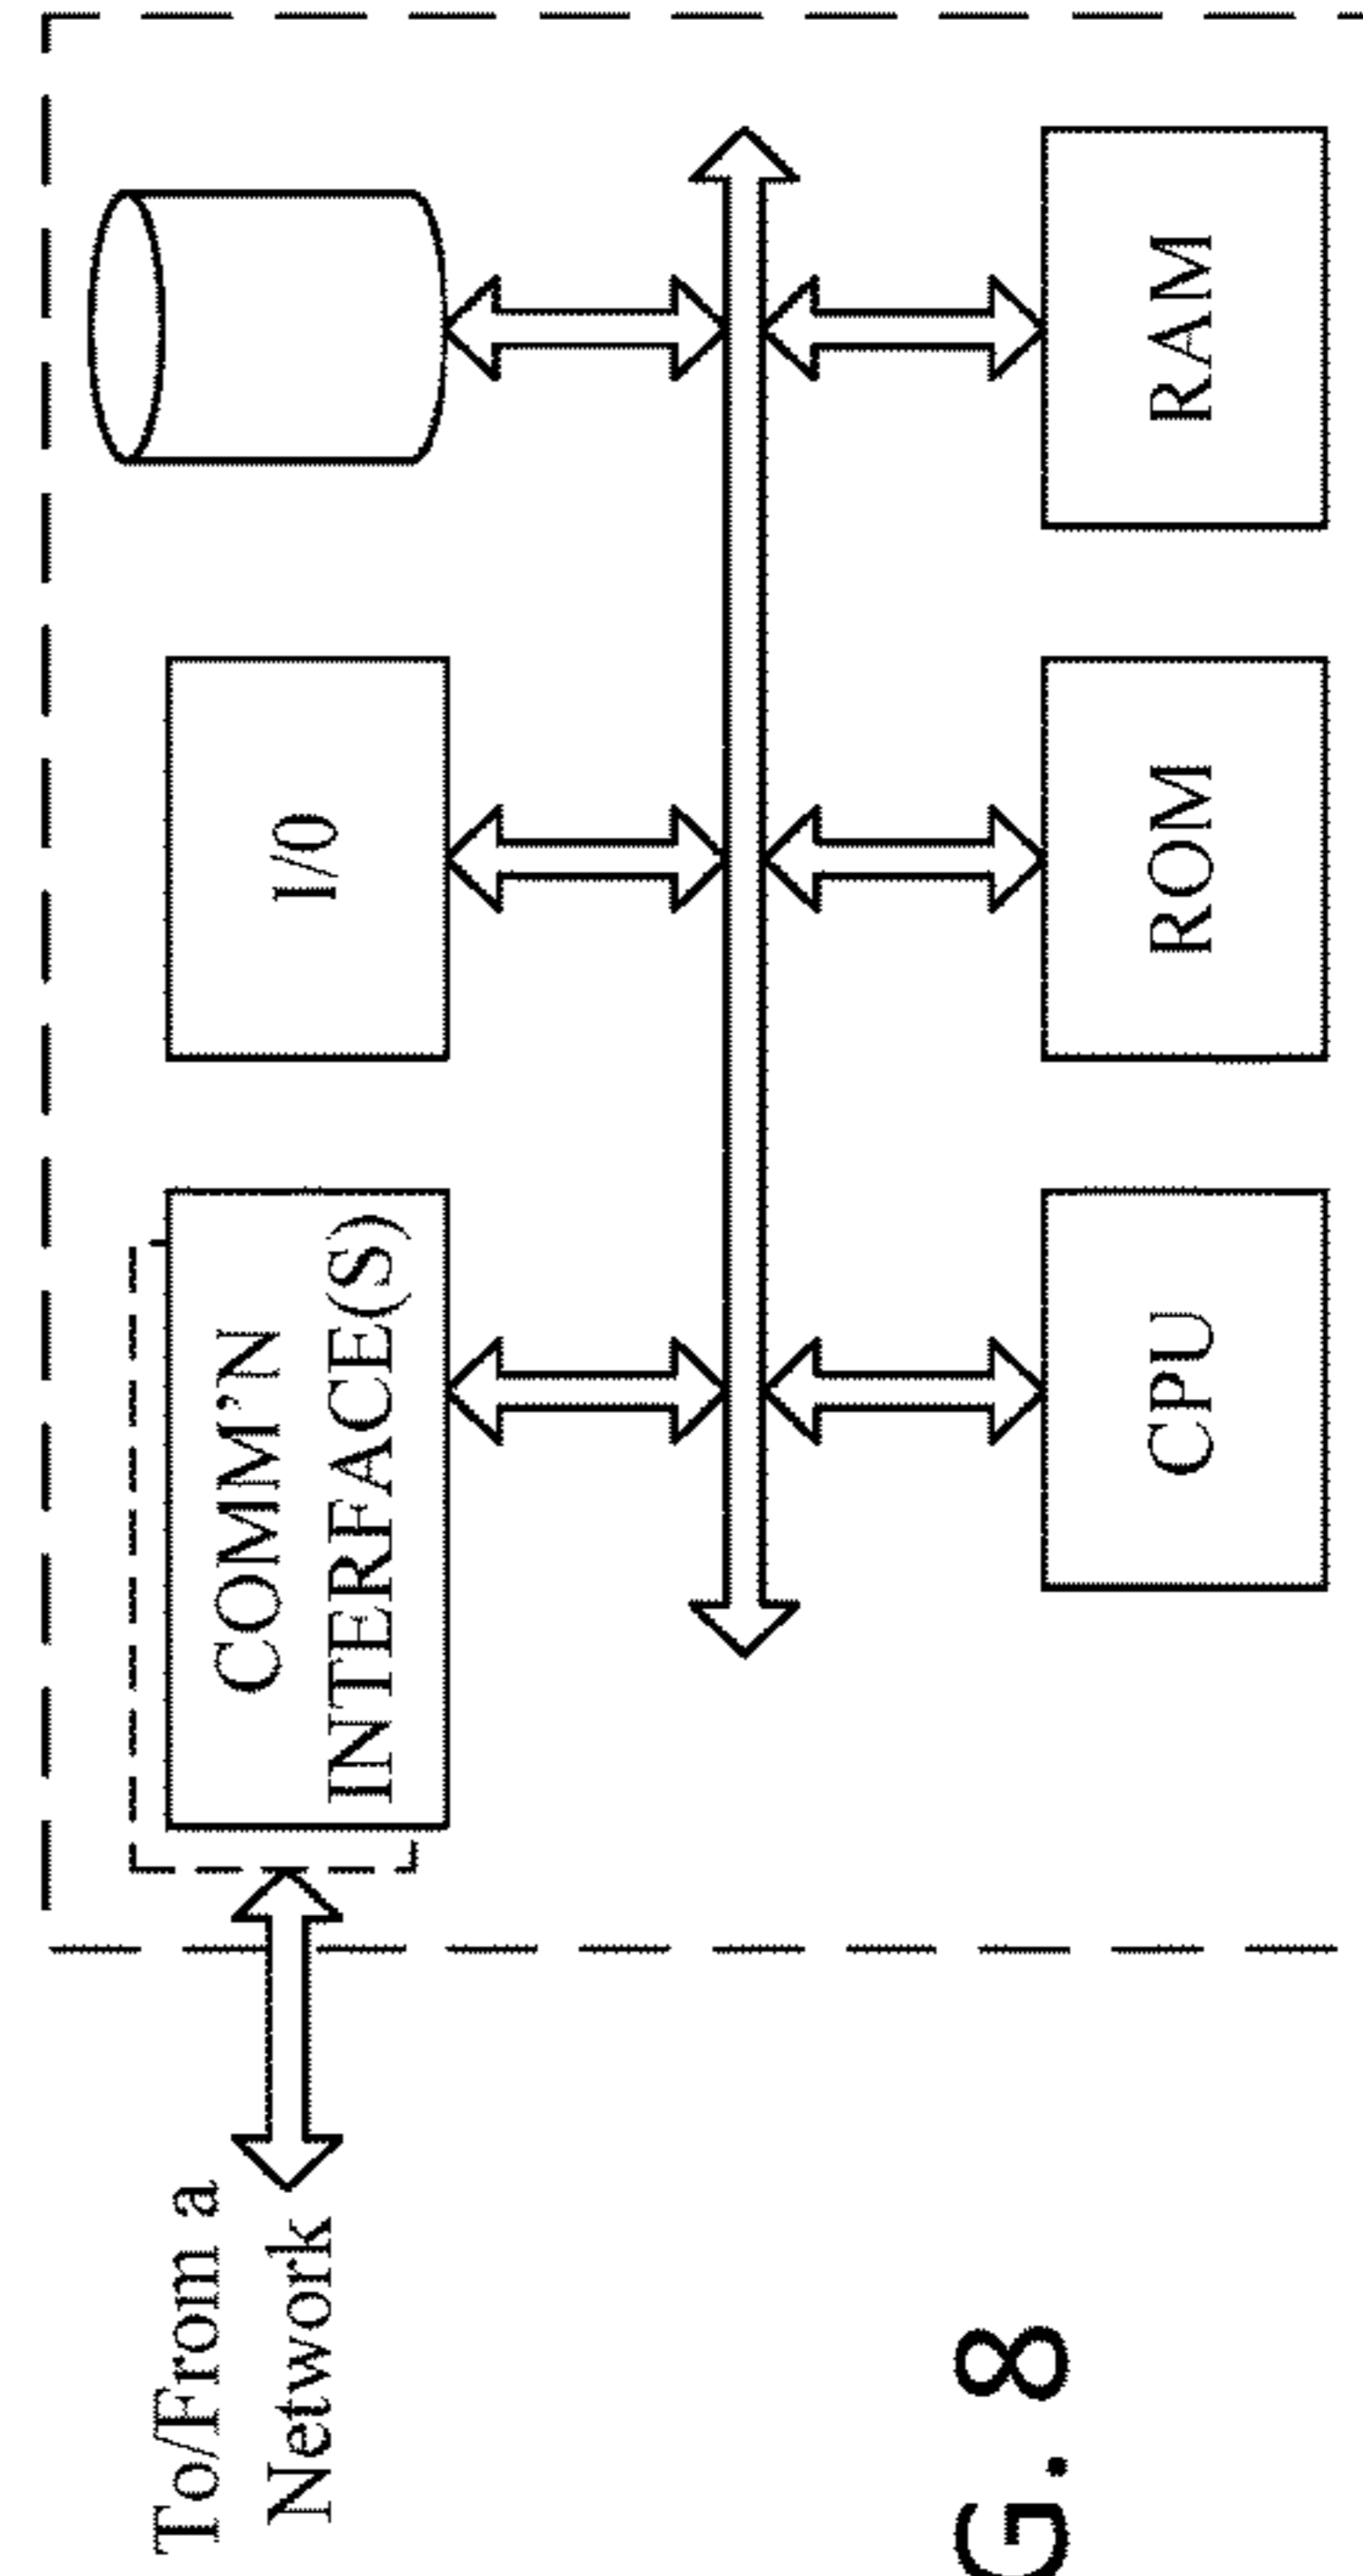 To/From a
Network
COMM’N
INTERFACE(S)
I/0
CPU
ROM
RAM
G. 8